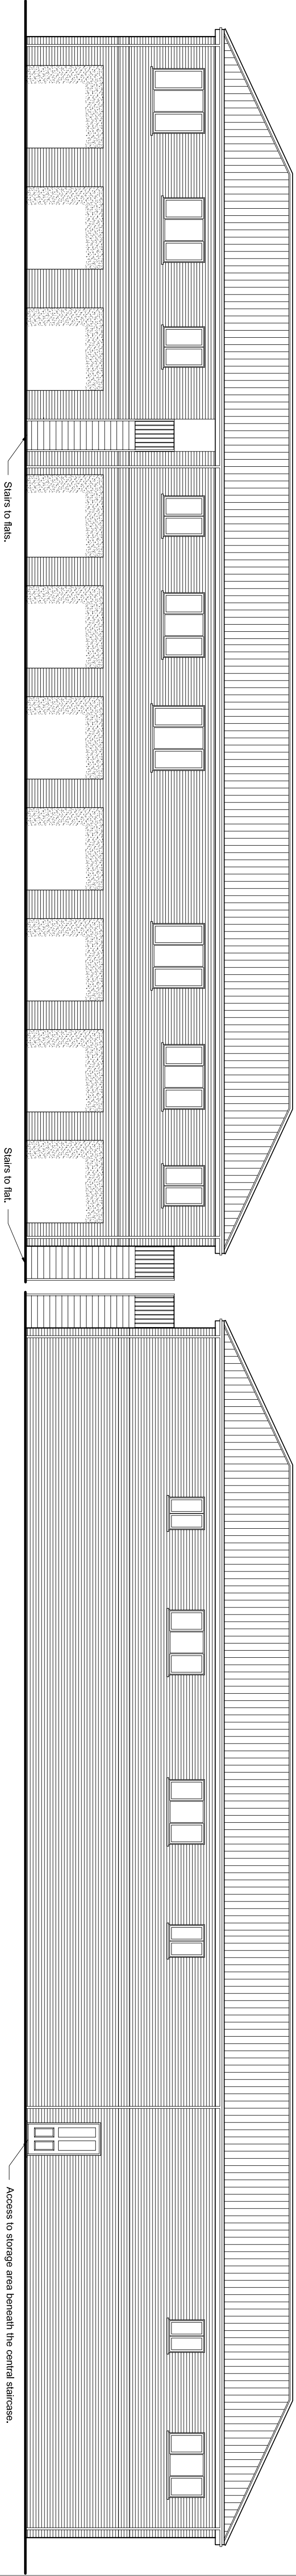 Stairs to flats.
Stairs to flat.
Access to storage area beneath the central staircase.